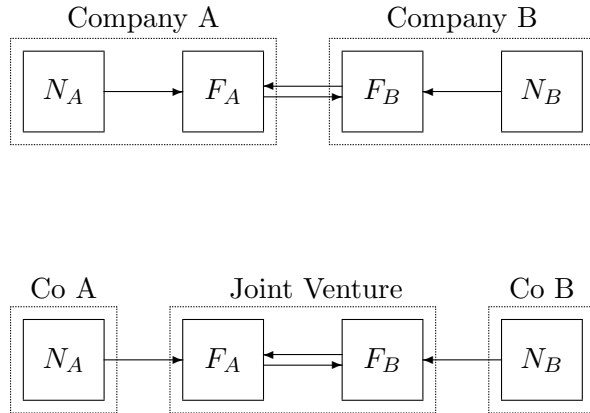 Company A Company B
N_A F_A F_B N_B
Co A Joint Venture Co B
N_A F_A F_B N_B